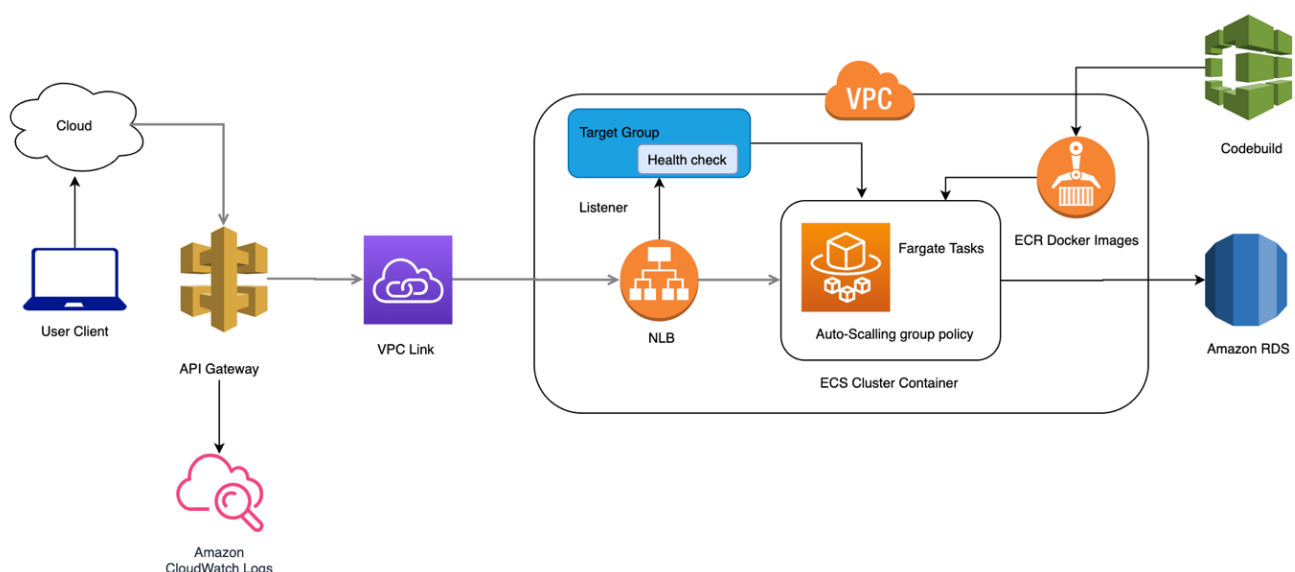 VPC
Cloud
Target Group
Health check
Codebuild
Listener
Fargate Tasks
ECR Docker Images
User Client
NLB
Auto-Scalling group policy
VPC Link
Amazon RDS
API Gateway
ECS Cluster Container
Amazon
CloudWatch Logs